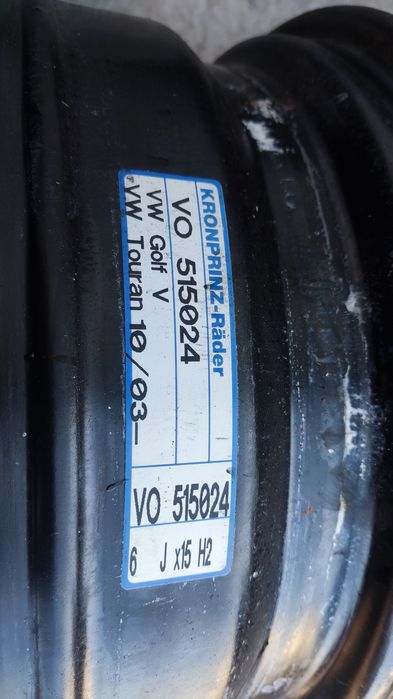 KRONPRINZ-Räder
VO 515024
VW Golf V
VW Touran 10/03-
VO 515024
6 J x15 H2